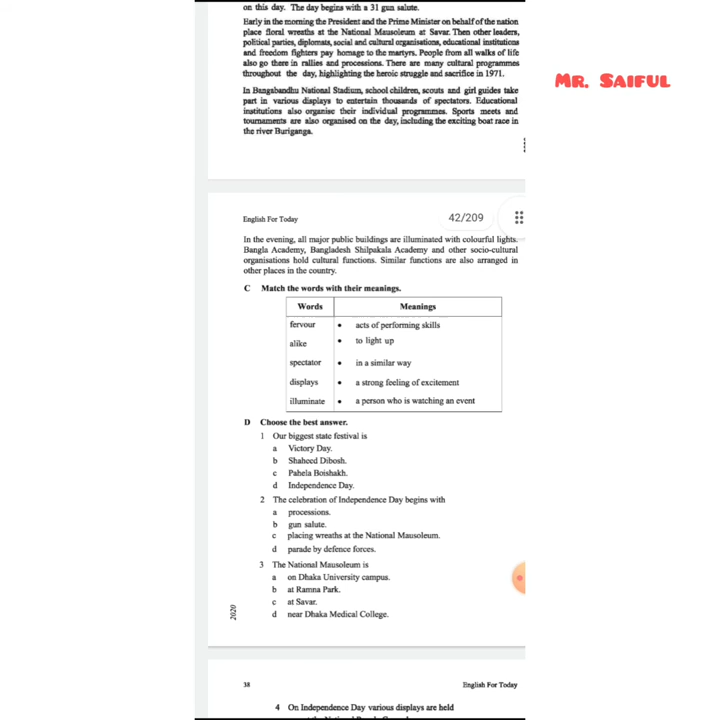 on this day. The day begins with a 31 gun salute.
Early in the morning the President and the Prime Minister on behalf of the nation
place floral wreaths at the National Mausoleum at Savar. Then other leaders,
political parties, diplomats, social and cultural organisations, educational institutions
and freedom fighters pay homage to the martyrs. People from all walks of life
also go there in rallies and processions. There are many cultural programmes
throughout the day, highlighting the heroic struggle and sacrifice in 1971.
MR. SAIFUL
In Bangabandhu National Stadium, school children, scouts and girl guides take
part in various displays to entertain thousands of spectators. Educational
institutions also organise their individual programmes. Sports meets and
tournaments are also organised on the day, including the exciting boat race in
the river Buriganga.
English For Today
42/209
In the evening, all major public buildings are illuminated with colourful lights.
Bangla Academy, Bangladesh Shilpakala Academy and other socio-cultural
organisations hold cultural functions. Similar functions are also arranged in
other places in the country.
C Match the words with their meanings.
Words Meanings
fervour • acts of performing skills
alike • to light up
spectator • in a similar way
displays • a strong feeling of excitement
illuminate • a person who is watching an event
D Choose the best answer.
1 Our biggest state festival is
a Victory Day.
b Shaheed Dibosh.
c Pahela Boishakh.
d Independence Day.
2 The celebration of Independence Day begins with
a processions.
b gun salute.
c placing wreaths at the National Mausoleum.
d parade by defence forces.
3 The National Mausoleum is
a on Dhaka University campus.
b at Ramna Park.
c at Savar.
d near Dhaka Medical College.
2020
38 English For Today
4 On Independence Day various displays are held